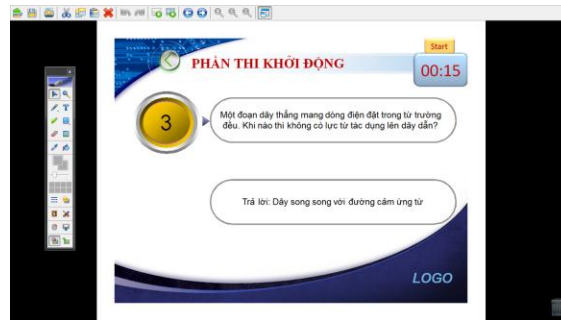 PHẦN THI KHỞI ĐỘNG
Start
00:15
3
Một đoạn dây thẳng mang dòng điện đặt trong từ trường
đều. Khi nào thì không có lực từ tác dụng lên dây dẫn?
Trả lời: Dây song song với đường cảm ứng từ
LOGO